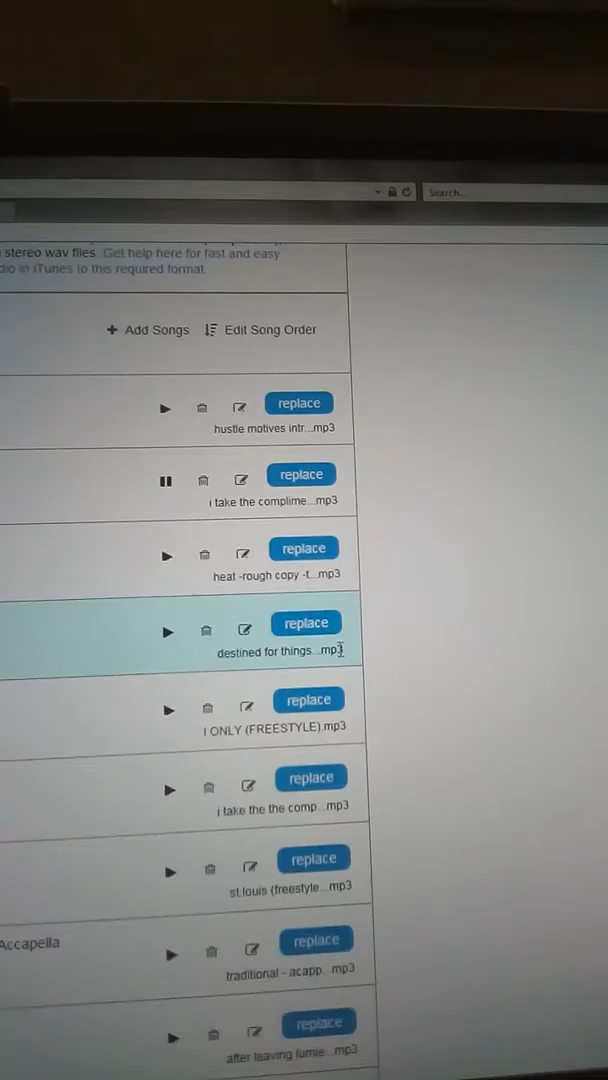 Search...
stereo wav files. Get help here for fast and easy
dio in iTunes to this required format.
Add Songs Edit Song Order
replace
hustle motives intr...mp3
replace
i take the complime...mp3
replace
heat -rough copy -t...mp3
replace
destined for things...mp3
replace
I ONLY (FREESTYLE).mp3
replace
i take the the comp...mp3
replace
st.louis (freestyle...mp3
Accapella
replace
traditional - acapp...mp3
replace
after leaving lumie...mp3